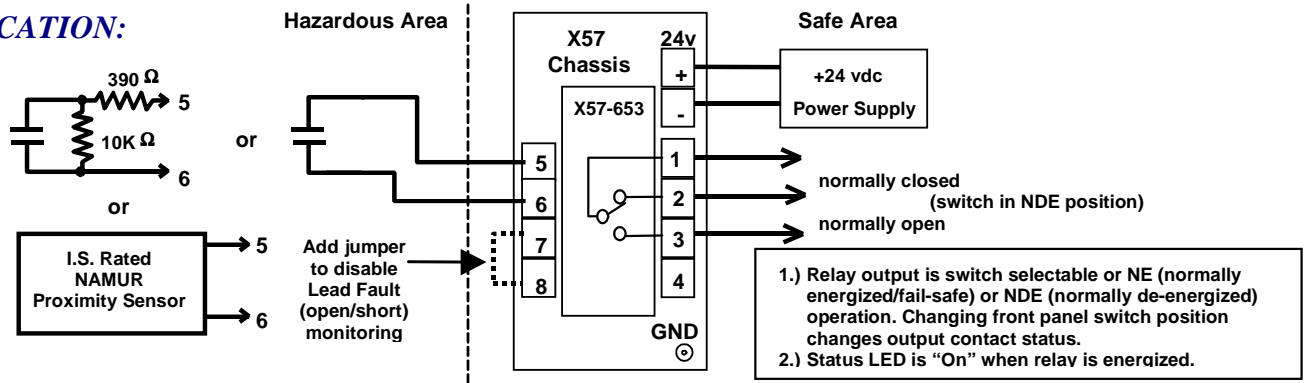 CATION:
Hazardous Area
Safe Area
390 Ω
5
10K Ω
6
or
or
I.S. Rated
NAMUR
Proximity Sensor
5
6
Add jumper
to disable
Lead Fault
(open/short)
monitoring
X57
Chassis
X57-653
24v
+
-
5
6
7
8
1
2
3
4
GND
+24 vdc
Power Supply
normally closed
(switch in NDE position)
normally open
1.) Relay output is switch selectable or NE (normally
energized/fail-safe) or NDE (normally de-energized)
operation. Changing front panel switch position
changes output contact status.
2.) Status LED is “On” when relay is energized.